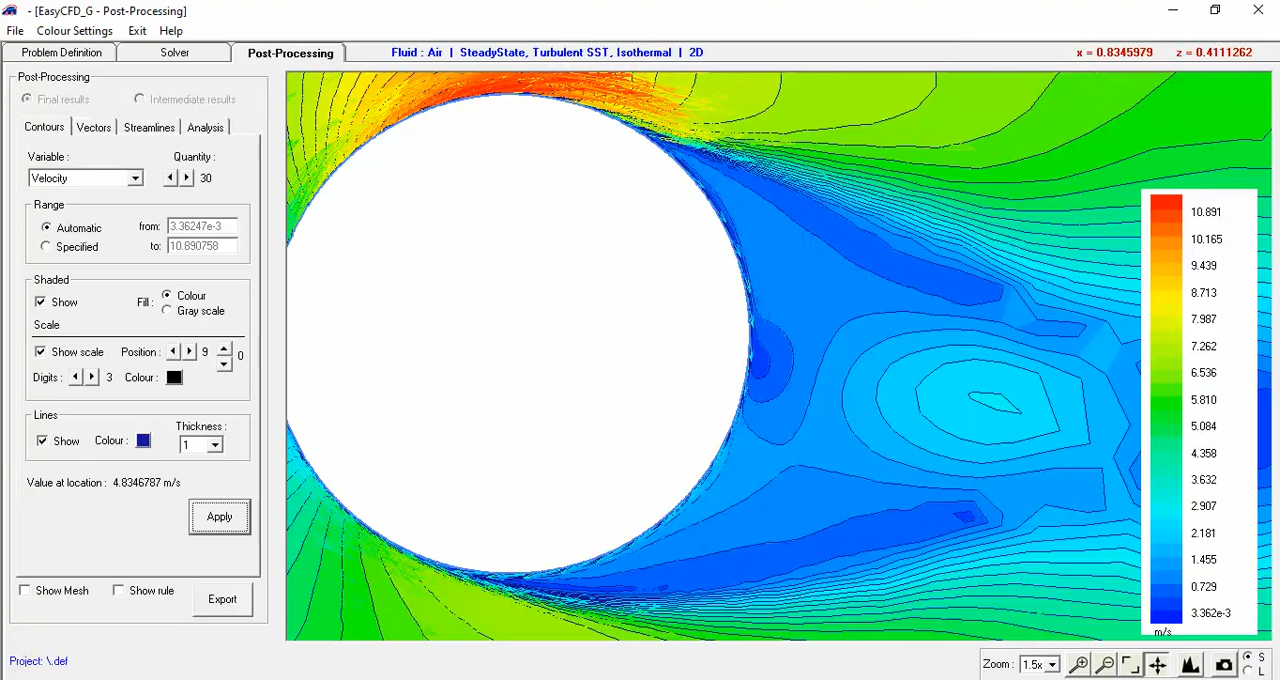 - [EasyCFD_G - Post-Processing]
File Colour Settings Exit Help
Problem Definition Solver Post-Processing Fluid : Air | SteadyState, Turbulent SST, Isothermal | 2D x = 0.8345979 z = 0.4111262
Post-Processing
Final results Intermediate results
Contours Vectors Streamlines Analysis
Variable : Quantity :
Velocity 30
Range
Automatic from: 3.36247e-3
Specified to: 10.890758
Shaded
Show Fill : Colour
Gray scale
Scale
Show scale Position : 9 0
Digits : 3 Colour :
Lines
Show Colour : Thickness :
1
Value at location : 4.8346787 m/s
Apply
Show Mesh Show rule Export
Project: \.def
10.891
10.165
9.439
8.713
7.987
7.262
6.536
5.810
5.084
4.358
3.632
2.907
2.181
1.455
0.729
3.362e-3
m/s
Zoom : 1.5x S
L